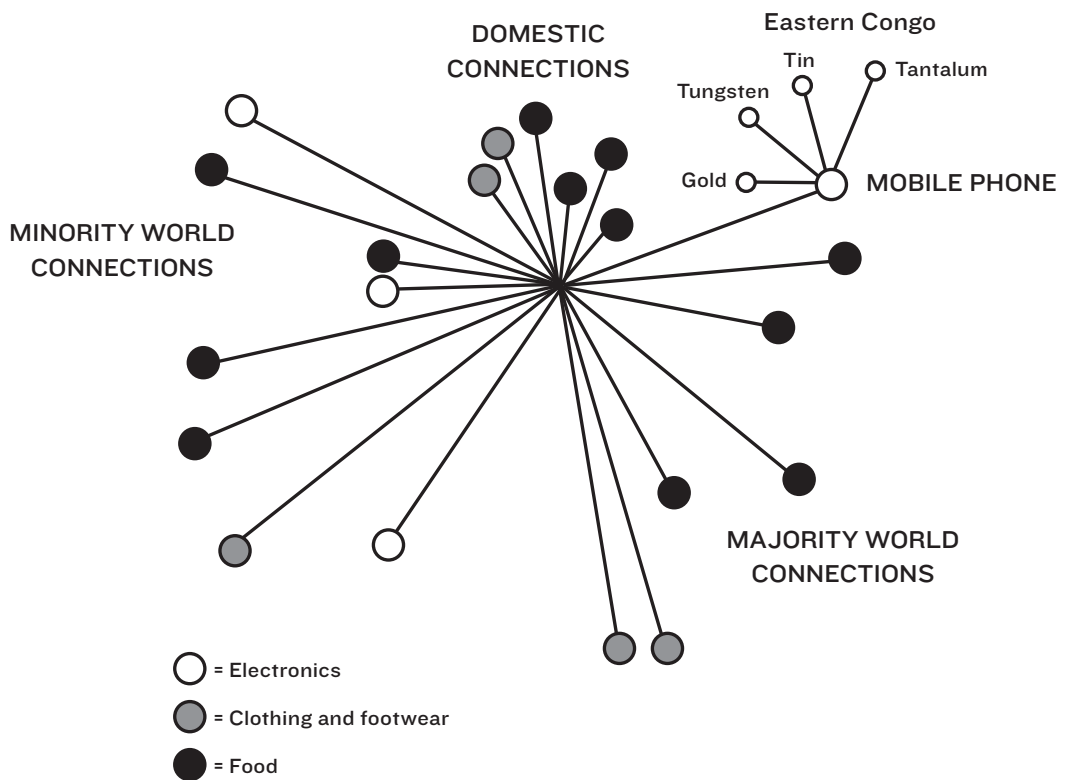 DOMESTIC
CONNECTIONS
Eastern Congo
Tin
Tantalum
Tungsten
Gold
MOBILE PHONE
MINORITY WORLD
CONNECTIONS
MAJORITY WORLD
CONNECTIONS
= Electronics
= Clothing and footwear
= Food